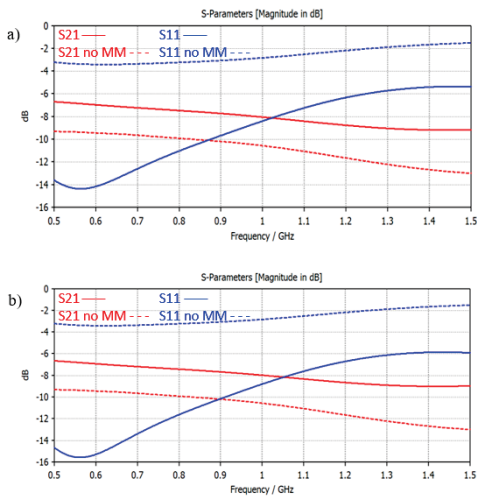 S-Parameters [Magnitude in dB]
a)
S21 S11
S21 no MM S11 no MM
0
-2
-4
-6
-8
-10
-12
-14
-16
dB
0.5 0.6 0.7 0.8 0.9 1 1.1 1.2 1.3 1.4 1.5
Frequency / GHz
S-Parameters [Magnitude in dB]
b)
S21 S11
S21 no MM S11 no MM
0
-2
-4
-6
-8
-10
-12
-14
-16
dB
0.5 0.6 0.7 0.8 0.9 1 1.1 1.2 1.3 1.4 1.5
Frequency / GHz